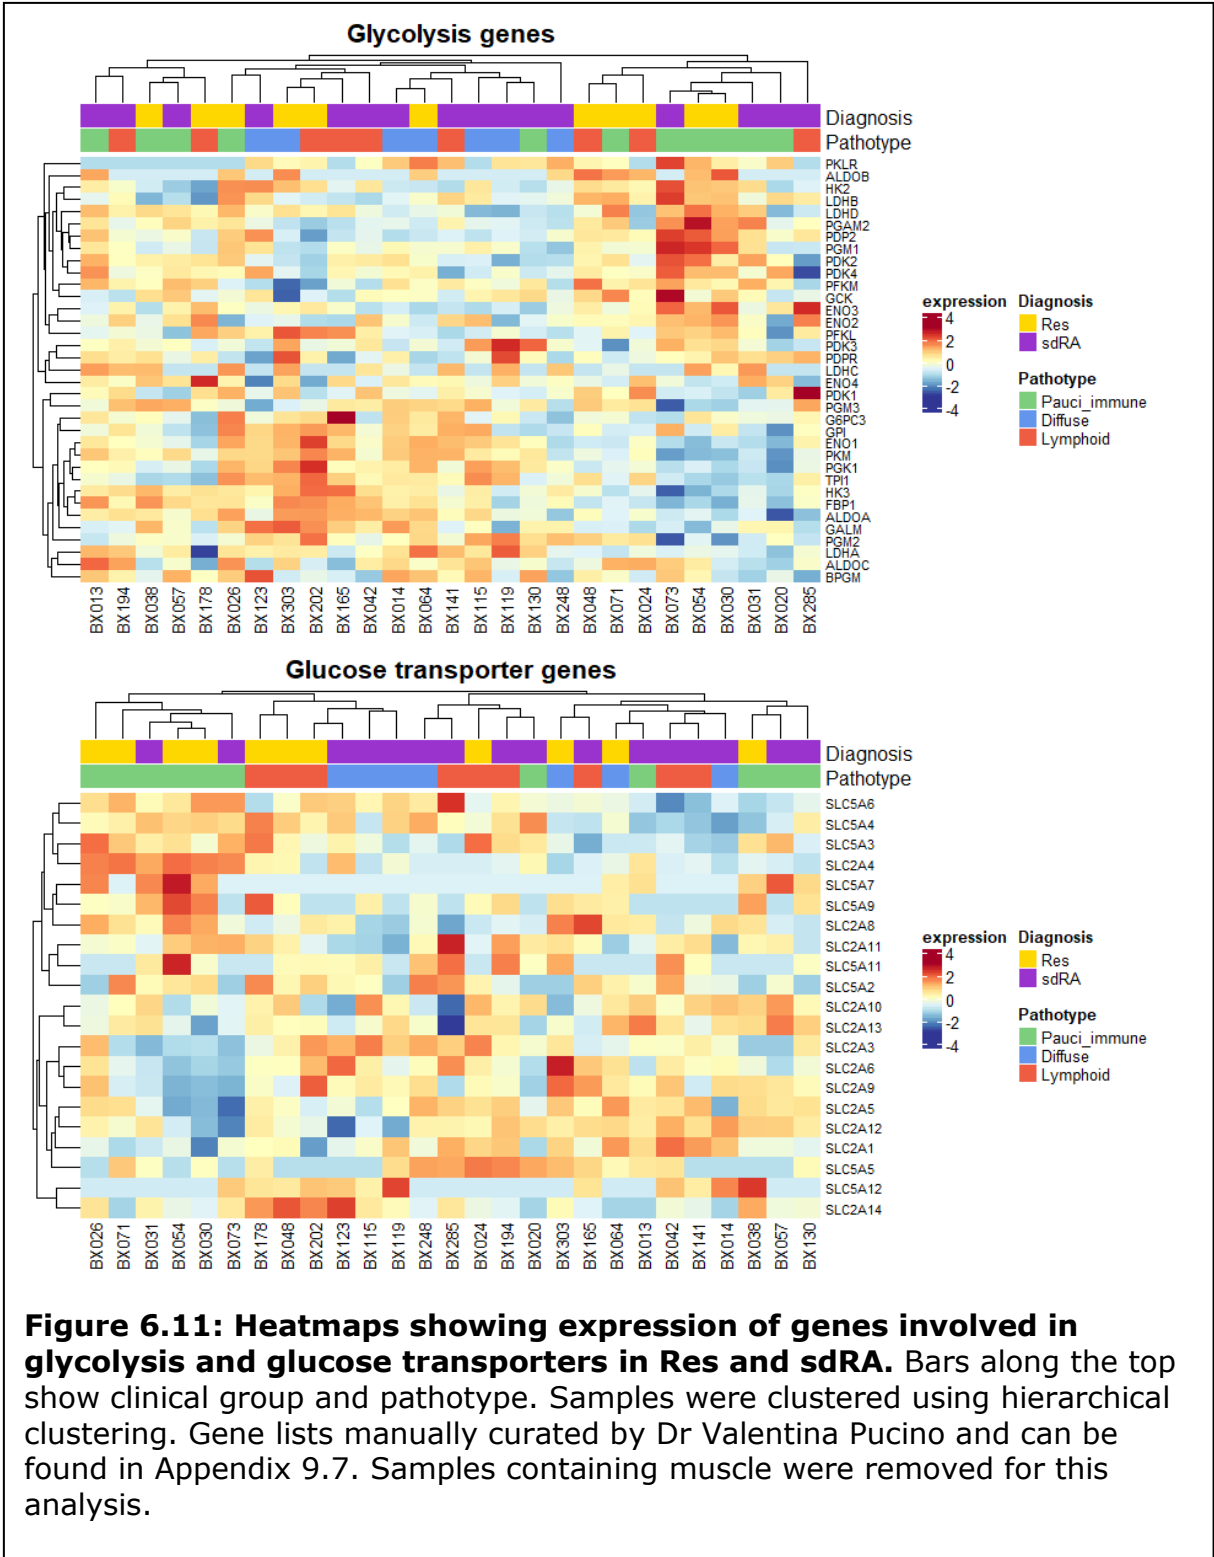 Glycolysis genes
Diagnosis
Pathotype
PKLR
ALDOB
HK2
LDHB
LDHD
PGAM2
PDP2
PGM1
PDK2
PDK4
PFKM
GCK
ENO3
ENO2
PFKL
PDK3
PDPR
LDHC
ENO4
PDK1
PGM3
G6PC3
GPI
ENO1
PKM
PGK1
TPI1
HK3
FBP1
ALDOA
GALM
PGM2
LDHA
ALDOC
BPGM
expression
4
2
0
-2
-4
Diagnosis
Res
sdRA
Pathotype
Pauci_immune
Diffuse
Lymphoid
BX013 BX194 BX038 BX057 BX178 BX026 BX123 BX303 BX202 BX165 BX042 BX014 BX064 BX141 BX115 BX119 BX130 BX248 BX048 BX071 BX024 BX073 BX054 BX030 BX031 BX020 BX285
Glucose transporter genes
Diagnosis
Pathotype
SLC5A6
SLC5A4
SLC5A3
SLC2A4
SLC5A7
SLC5A9
SLC2A8
SLC2A11
SLC5A11
SLC5A2
SLC2A10
SLC2A13
SLC2A3
SLC2A6
SLC2A9
SLC2A5
SLC2A12
SLC2A1
SLC5A5
SLC5A12
SLC2A14
expression
4
2
0
-2
-4
Diagnosis
Res
sdRA
Pathotype
Pauci_immune
Diffuse
Lymphoid
BX026 BX071 BX031 BX054 BX030 BX073 BX178 BX048 BX202 BX123 BX115 BX119 BX248 BX285 BX024 BX194 BX020 BX303 BX165 BX064 BX013 BX042 BX141 BX014 BX038 BX057 BX130
Figure 6.11: Heatmaps showing expression of genes involved in
glycolysis and glucose transporters in Res and sdRA. Bars along the top
show clinical group and pathotype. Samples were clustered using hierarchical
clustering. Gene lists manually curated by Dr Valentina Pucino and can be
found in Appendix 9.7. Samples containing muscle were removed for this
analysis.